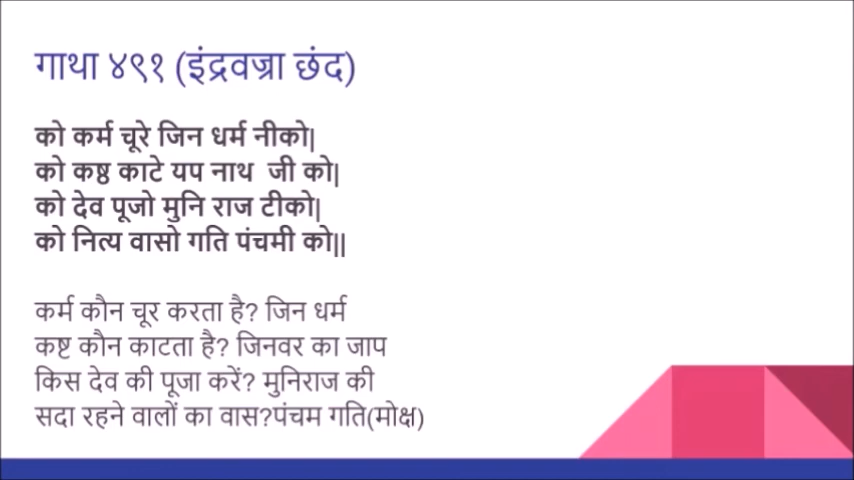 गाथा ४९१ (इंद्रवज्रा छंद)
को कर्म चूरे जिन धर्म नीको|
को कष्ठ काटे यप नाथ जी को|
को देव पूजो मुनि राज टीको|
को नित्य वासो गति पंचमी को||
कर्म कौन चूर करता है? जिन धर्म
कष्ट कौन काटता है? जिनवर का जाप
किस देव की पूजा करें? मुनिराज की
सदा रहने वालों का वास?पंचम गति(मोक्ष)